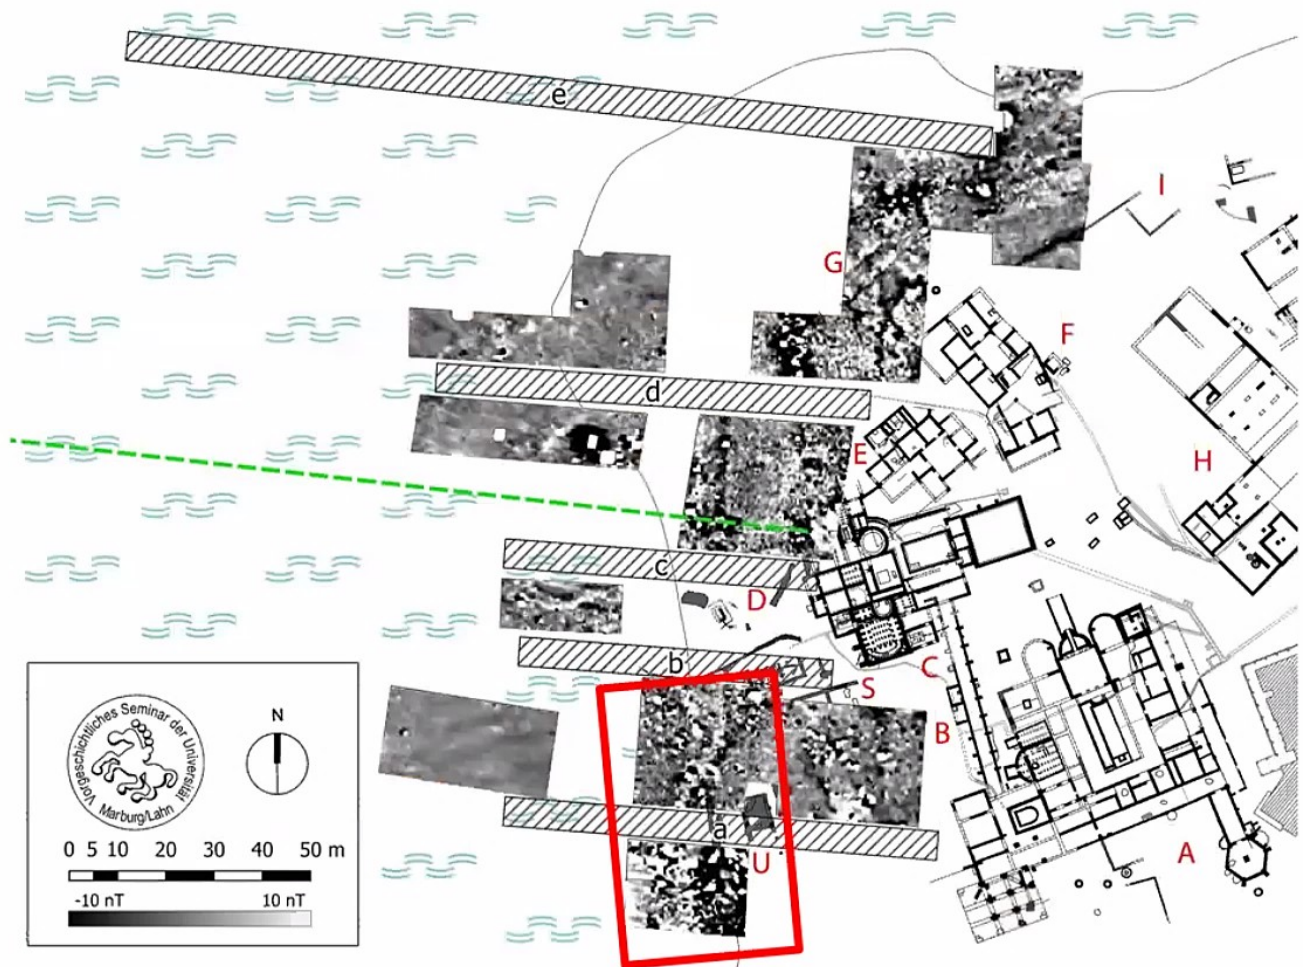 e
I
G
F
d
E
H
c
D
b
S
C
B
a
U
A
Vorgeschichtliches Seminar der Universität
Marburg/Lahn
N
0 5 10 20 30 40 50 m
-10 nT 10 nT